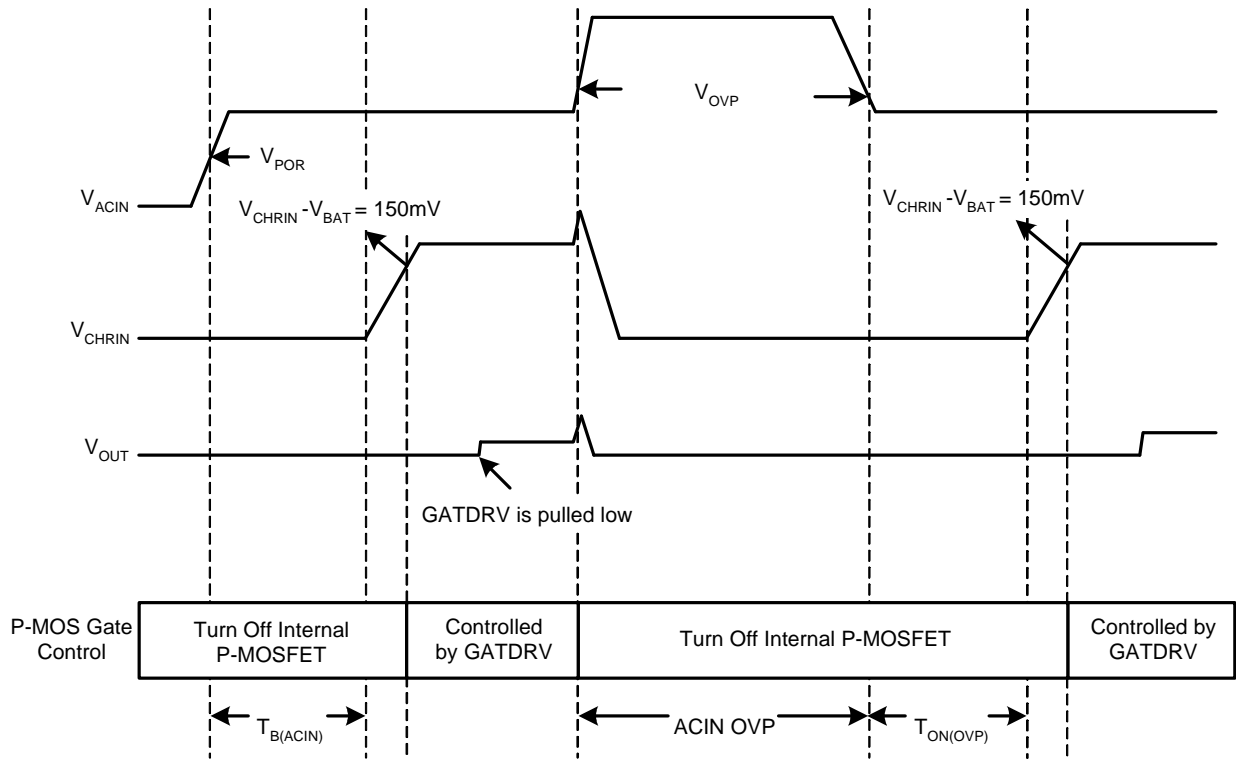 V_OVP
V_POR
V_ACIN
V_CHRIN -V_BAT = 150mV
V_CHRIN -V_BAT = 150mV
V_CHRIN
V_OUT
GATDRV is pulled low
P-MOS Gate
Control
Turn Off Internal
P-MOSFET
Controlled
by GATDRV
Turn Off Internal P-MOSFET
Controlled by
GATDRV
T_B(ACIN)
ACIN OVP
T_ON(OVP)